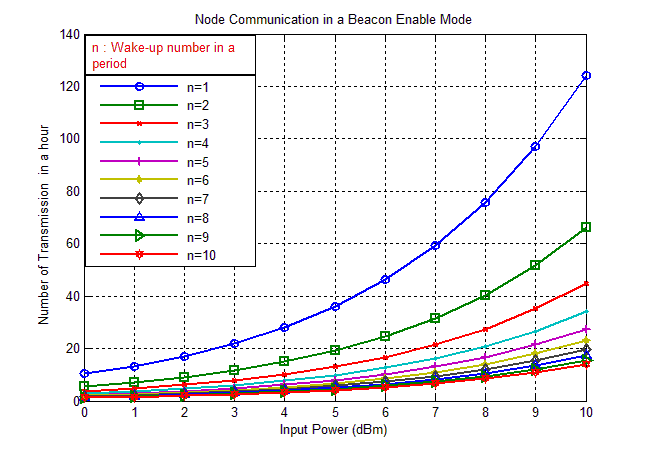 Node Communication in a Beacon Enable Mode
140
120
100
80
60
40
20
0
Number of Transmission in a hour
n : Wake-up number in a
period
n=1
n=2
n=3
n=4
n=5
n=6
n=7
n=8
n=9
n=10
0 1 2 3 4 5 6 7 8 9 10
Input Power (dBm)